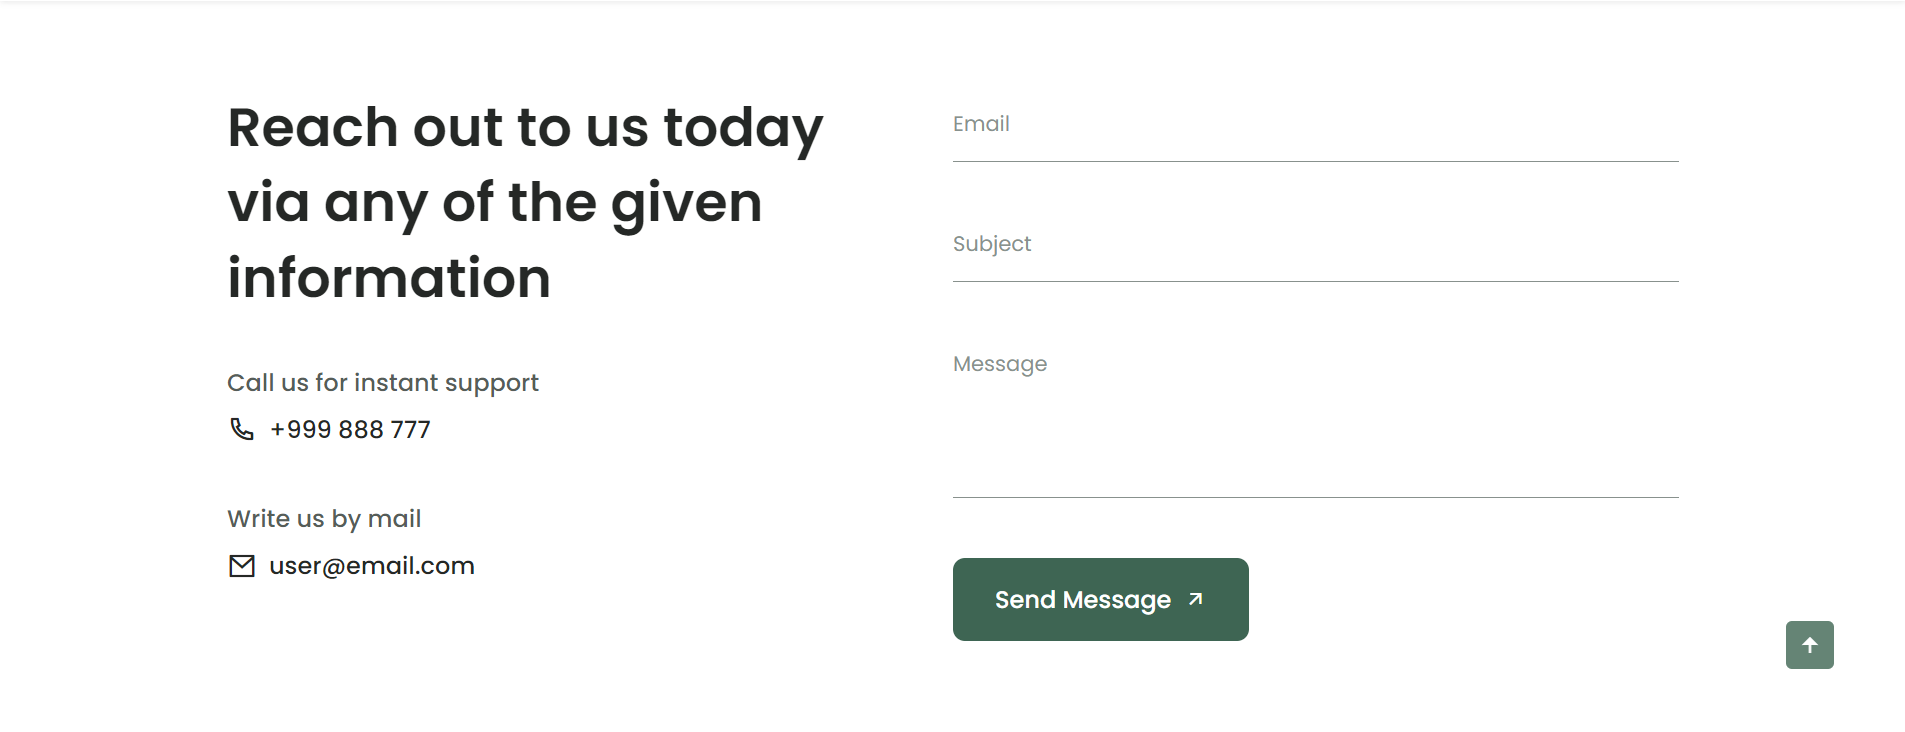 Reach out to us today
via any of the given
information
Call us for instant support
+999 888 777
Write us by mail
user@email.com
Email
Subject
Message
Send Message